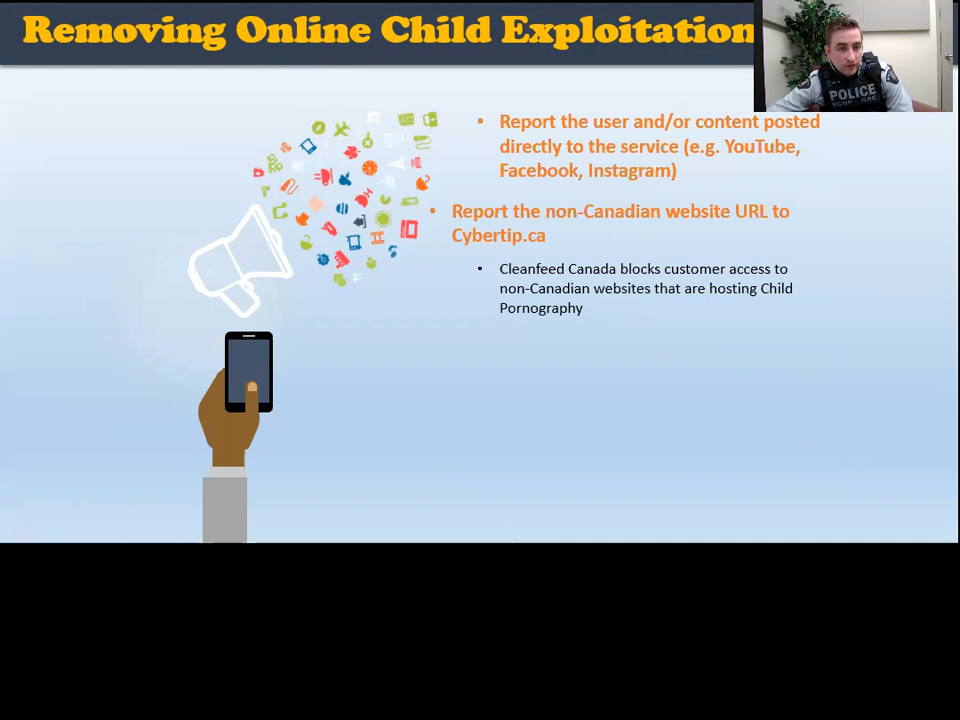 Removing Online Child Exploitation
POLICE
RCMP GRC
• Report the user and/or content posted
directly to the service (e.g. YouTube,
Facebook, Instagram)
• Report the non-Canadian website URL to
Cybertip.ca
• Cleanfeed Canada blocks customer access to
non-Canadian websites that are hosting Child
Pornography